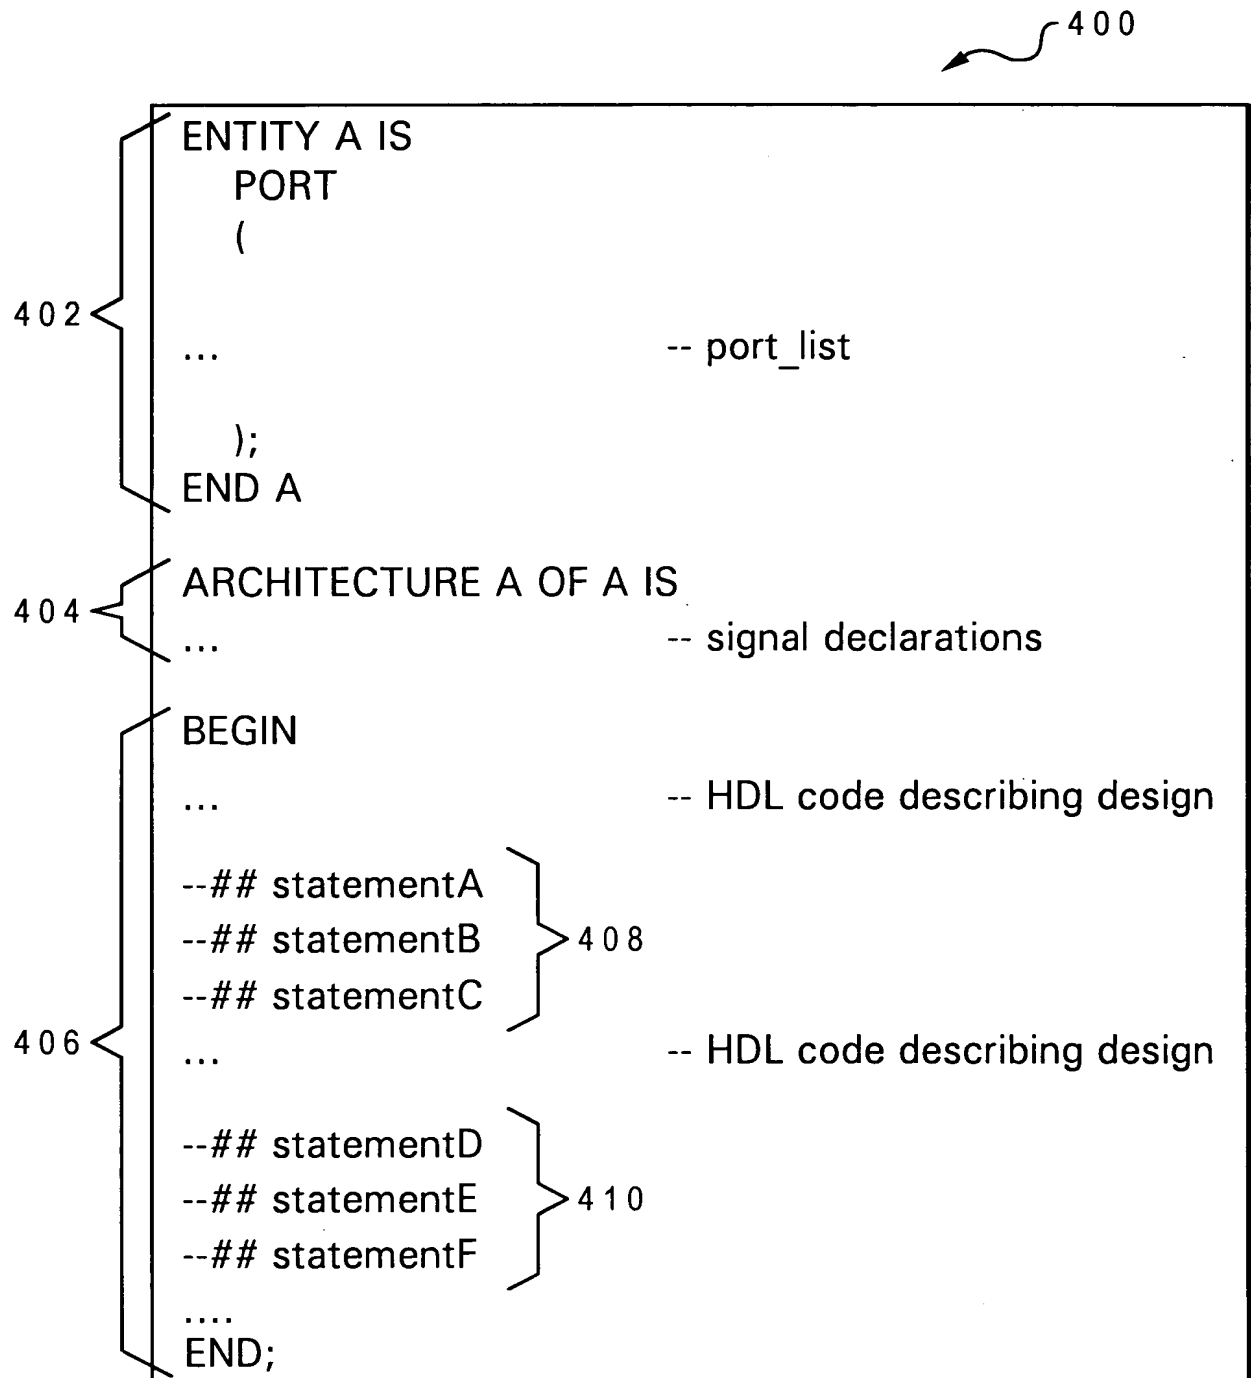 400
ENTITY A IS
PORT
(
402
... -- port_list
);
END A
ARCHITECTURE A OF A IS
404
... -- signal declarations
BEGIN
... -- HDL code describing design
--## statementA
--## statementB 408
--## statementC
406
... -- HDL code describing design
--## statementD
--## statementE 410
--## statementF
....
END;